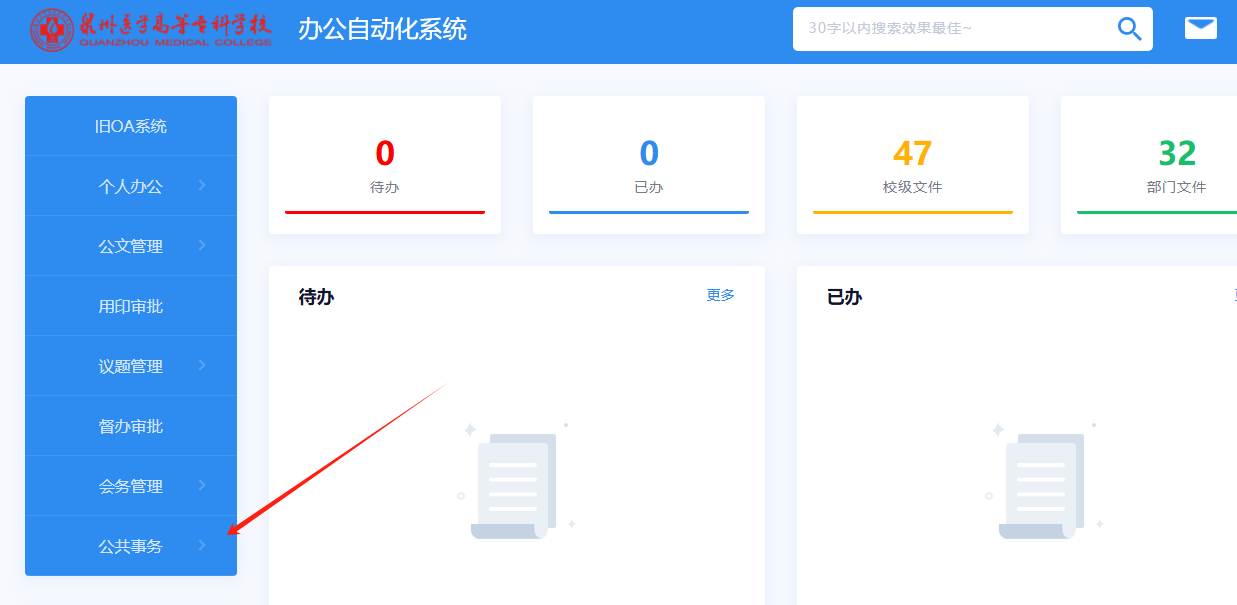 泉州医学高等专科学校
QUANZHOU MEDICAL COLLEGE
办公自动化系统
30字以内搜索效果最佳~
旧OA系统
个人办公
公文管理
用印审批
议题管理
督办审批
会务管理
公共事务
0
待办
0
已办
47
校级文件
32
部门文件
待办
更多
已办